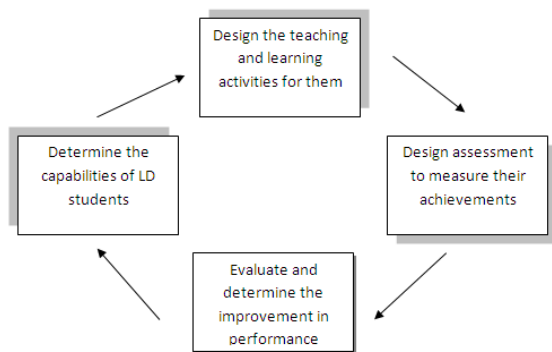 Design the teaching
and learning
activities for them
Determine the
capabilities of LD
students
Design assessment
to measure their
achievements
Evaluate and
determine the
improvement in
performance